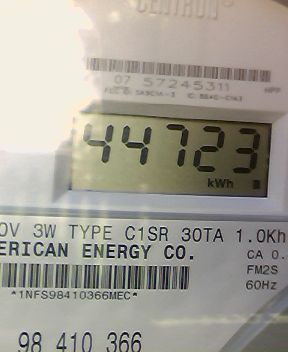 CENTRON®
07 57245311
44723
kWh
0V 3W TYPE C1SR 30TA 1.0Kh
ERICAN ENERGY CO.
CA 0.
FM2S
60Hz
*1NFS98410366MEC*
98 410 366